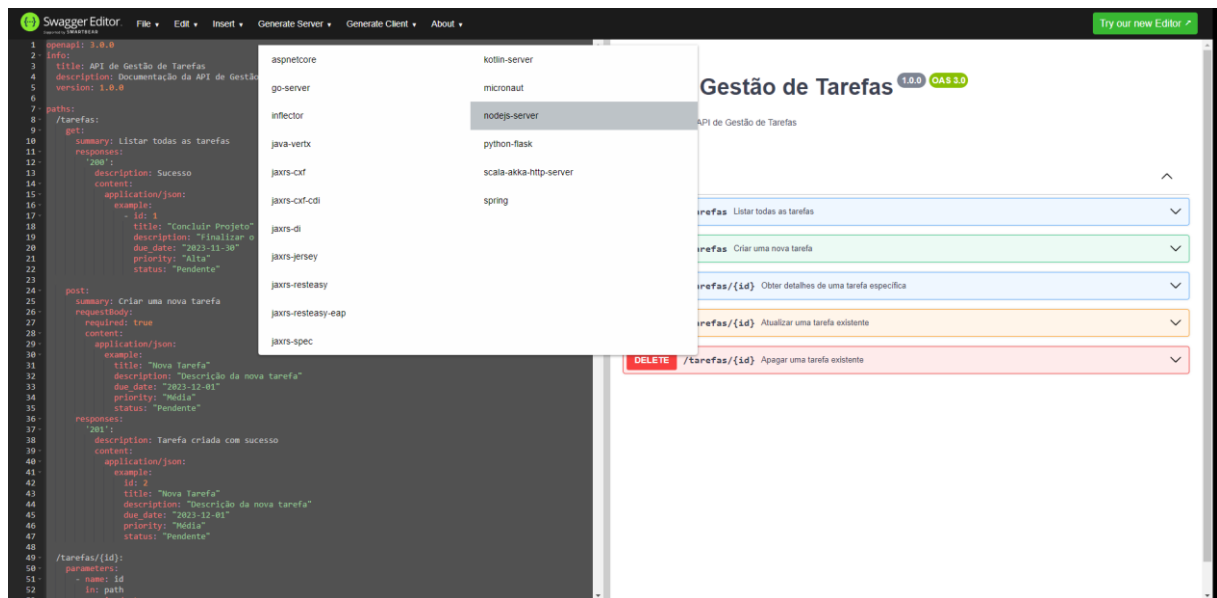 Swagger Editor.
Supported by SMARTBEAR
File
Edit
Insert
Generate Server
Generate Client
About
Try our new Editor
1 openapi: 3.0.0
2 info:
3 title: API de Gestão de Tarefas
4 description: Documentação da API de Gestão
5 version: 1.0.0
6
7 paths:
8 /tarefas:
9 get:
10 summary: Listar todas as tarefas
11 responses:
12 '200':
13 description: Sucesso
14 content:
15 application/json:
16 example:
17 - id: 1
18 title: "Concluir Projeto"
19 description: "Finalizar o
20 due_date: "2023-11-30"
21 priority: "Alta"
22 status: "Pendente"
23
24 post:
25 summary: Criar uma nova tarefa
26 requestBody:
27 required: true
28 content:
29 application/json:
30 example:
31 title: "Nova Tarefa"
32 description: "Descrição da nova tarefa"
33 due_date: "2023-12-01"
34 priority: "Média"
35 status: "Pendente"
36 responses:
37 '201':
38 description: Tarefa criada com sucesso
39 content:
40 application/json:
41 example:
42 id: 2
43 title: "Nova Tarefa"
44 description: "Descrição da nova tarefa"
45 due_date: "2023-12-01"
46 priority: "Média"
47 status: "Pendente"
48
49 /tarefas/{id}:
50 parameters:
51 - name: id
52 in: path
aspnetcore
go-server
inflector
java-vertx
jaxrs-cxf
jaxrs-cxf-cdi
jaxrs-di
jaxrs-jersey
jaxrs-resteasy
jaxrs-resteasy-eap
jaxrs-spec
kotlin-server
micronaut
nodejs-server
python-flask
scala-akka-http-server
spring
Gestão de Tarefas 1.0.0 OAS 3.0
API de Gestão de Tarefas
arefas Listar todas as tarefas
arefas Criar uma nova tarefa
arefas/{id} Obter detalhes de uma tarefa específica
arefas/{id} Atualizar uma tarefa existente
DELETE /tarefas/{id} Apagar uma tarefa existente